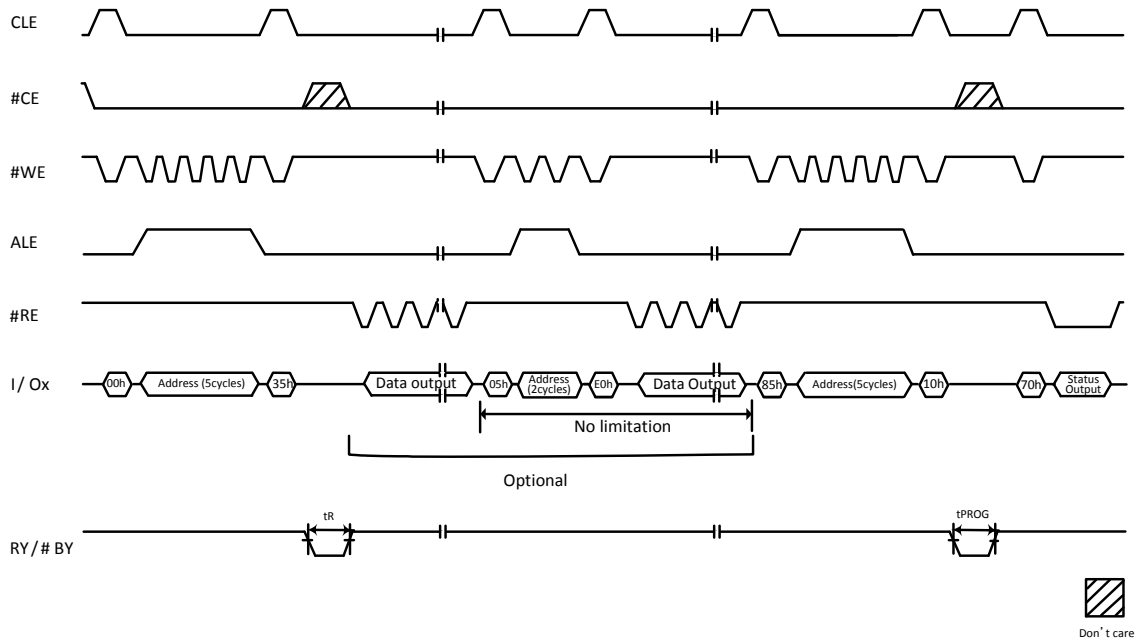 CLE
#CE
#WE
ALE
#RE
I/ Ox 00h Address (5cycles) 35h Data output 05h Address (2cycles) E0h Data Output 85h Address(5cycles) 10h 70h Status Output
No limitation
Optional
tR tPROG
RY/# BY
Don't care